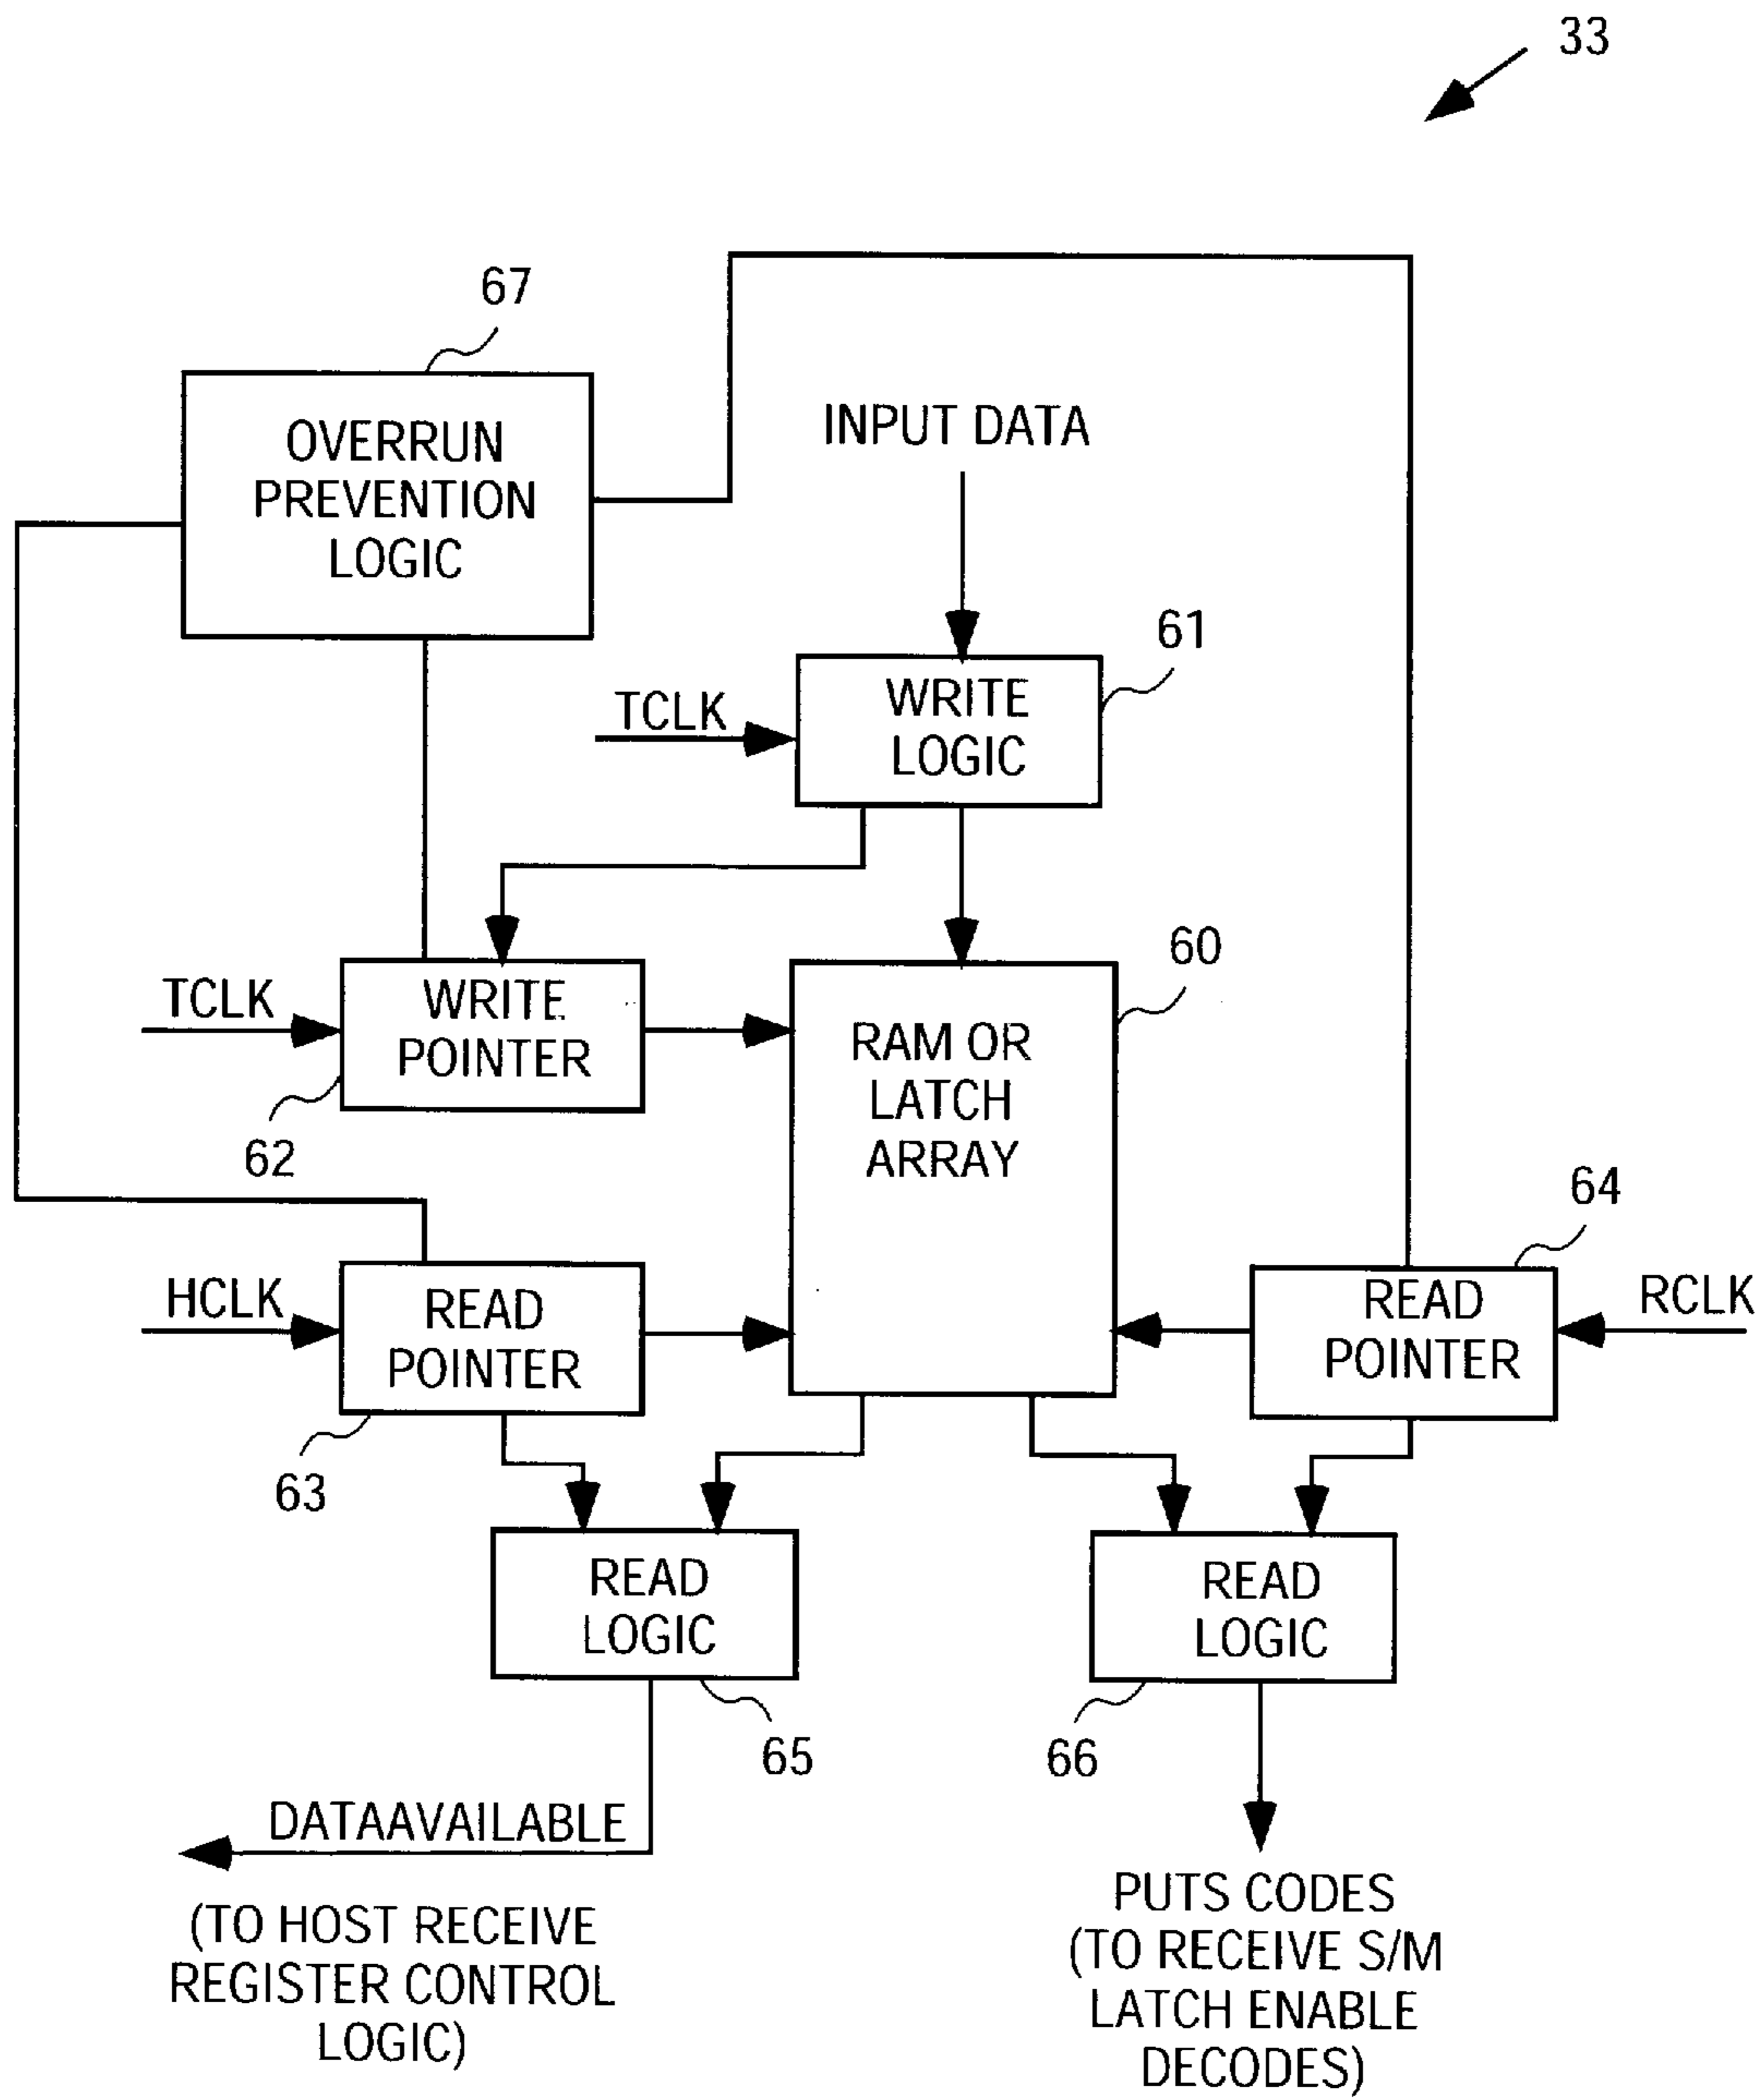 33
67
OVERRUN
PREVENTION
LOGIC
INPUT DATA
61
TCLK
WRITE
LOGIC
60
TCLK
WRITE
POINTER
62
RAM OR
LATCH
ARRAY
64
HCLK
READ
POINTER
63
READ
POINTER
RCLK
READ
LOGIC
65
READ
LOGIC
66
DATAAVAILABLE
(TO HOST RECEIVE
REGISTER CONTROL
LOGIC)
PUTS CODES
(TO RECEIVE S/M
LATCH ENABLE
DECODES)